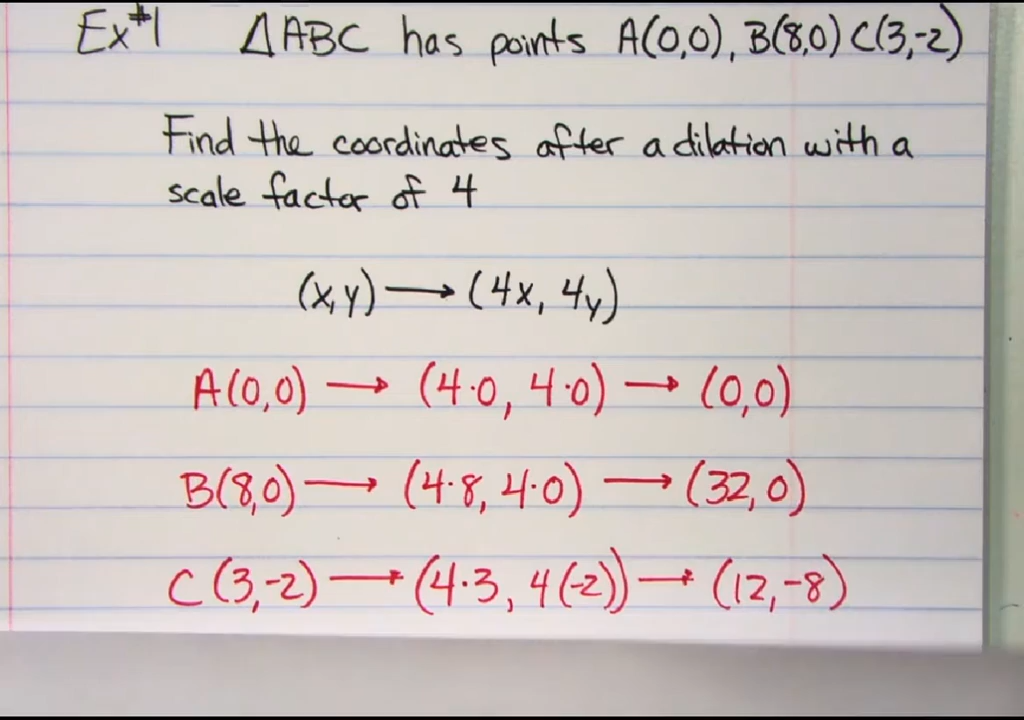 Ex#1 △ABC has points A(0,0), B(8,0) C(3,-2)
Find the coordinates after a dilation with a
scale factor of 4
(x,y) → (4x, 4y)
A(0,0) → (4·0, 4·0) → (0,0)
B(8,0) → (4·8, 4·0) → (32,0)
C(3,-2) → (4·3, 4(-2)) → (12,-8)